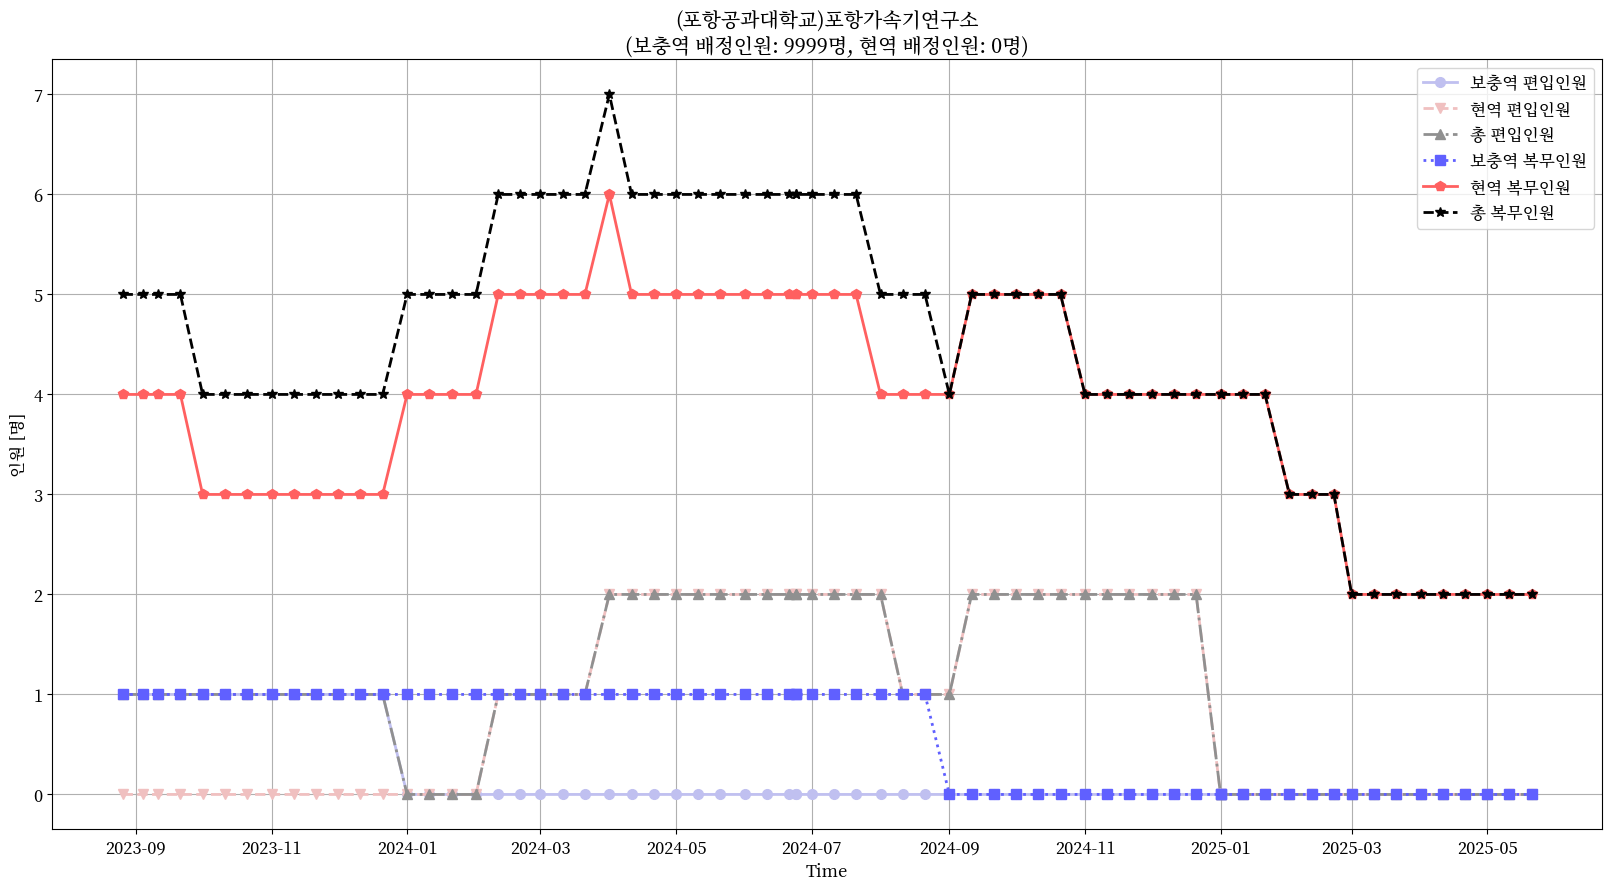 (포항공과대학교)포항가속기연구소
(보충역 배정인원: 9999명, 현역 배정인원: 0명)
보충역 편입인원
현역 편입인원
총 편입인원
보충역 복무인원
현역 복무인원
총 복무인원
인원 [명]
7
6
5
4
3
2
1
0
2023-09
2023-11
2024-01
2024-03
2024-05
2024-07
2024-09
2024-11
2025-01
2025-03
2025-05
Time